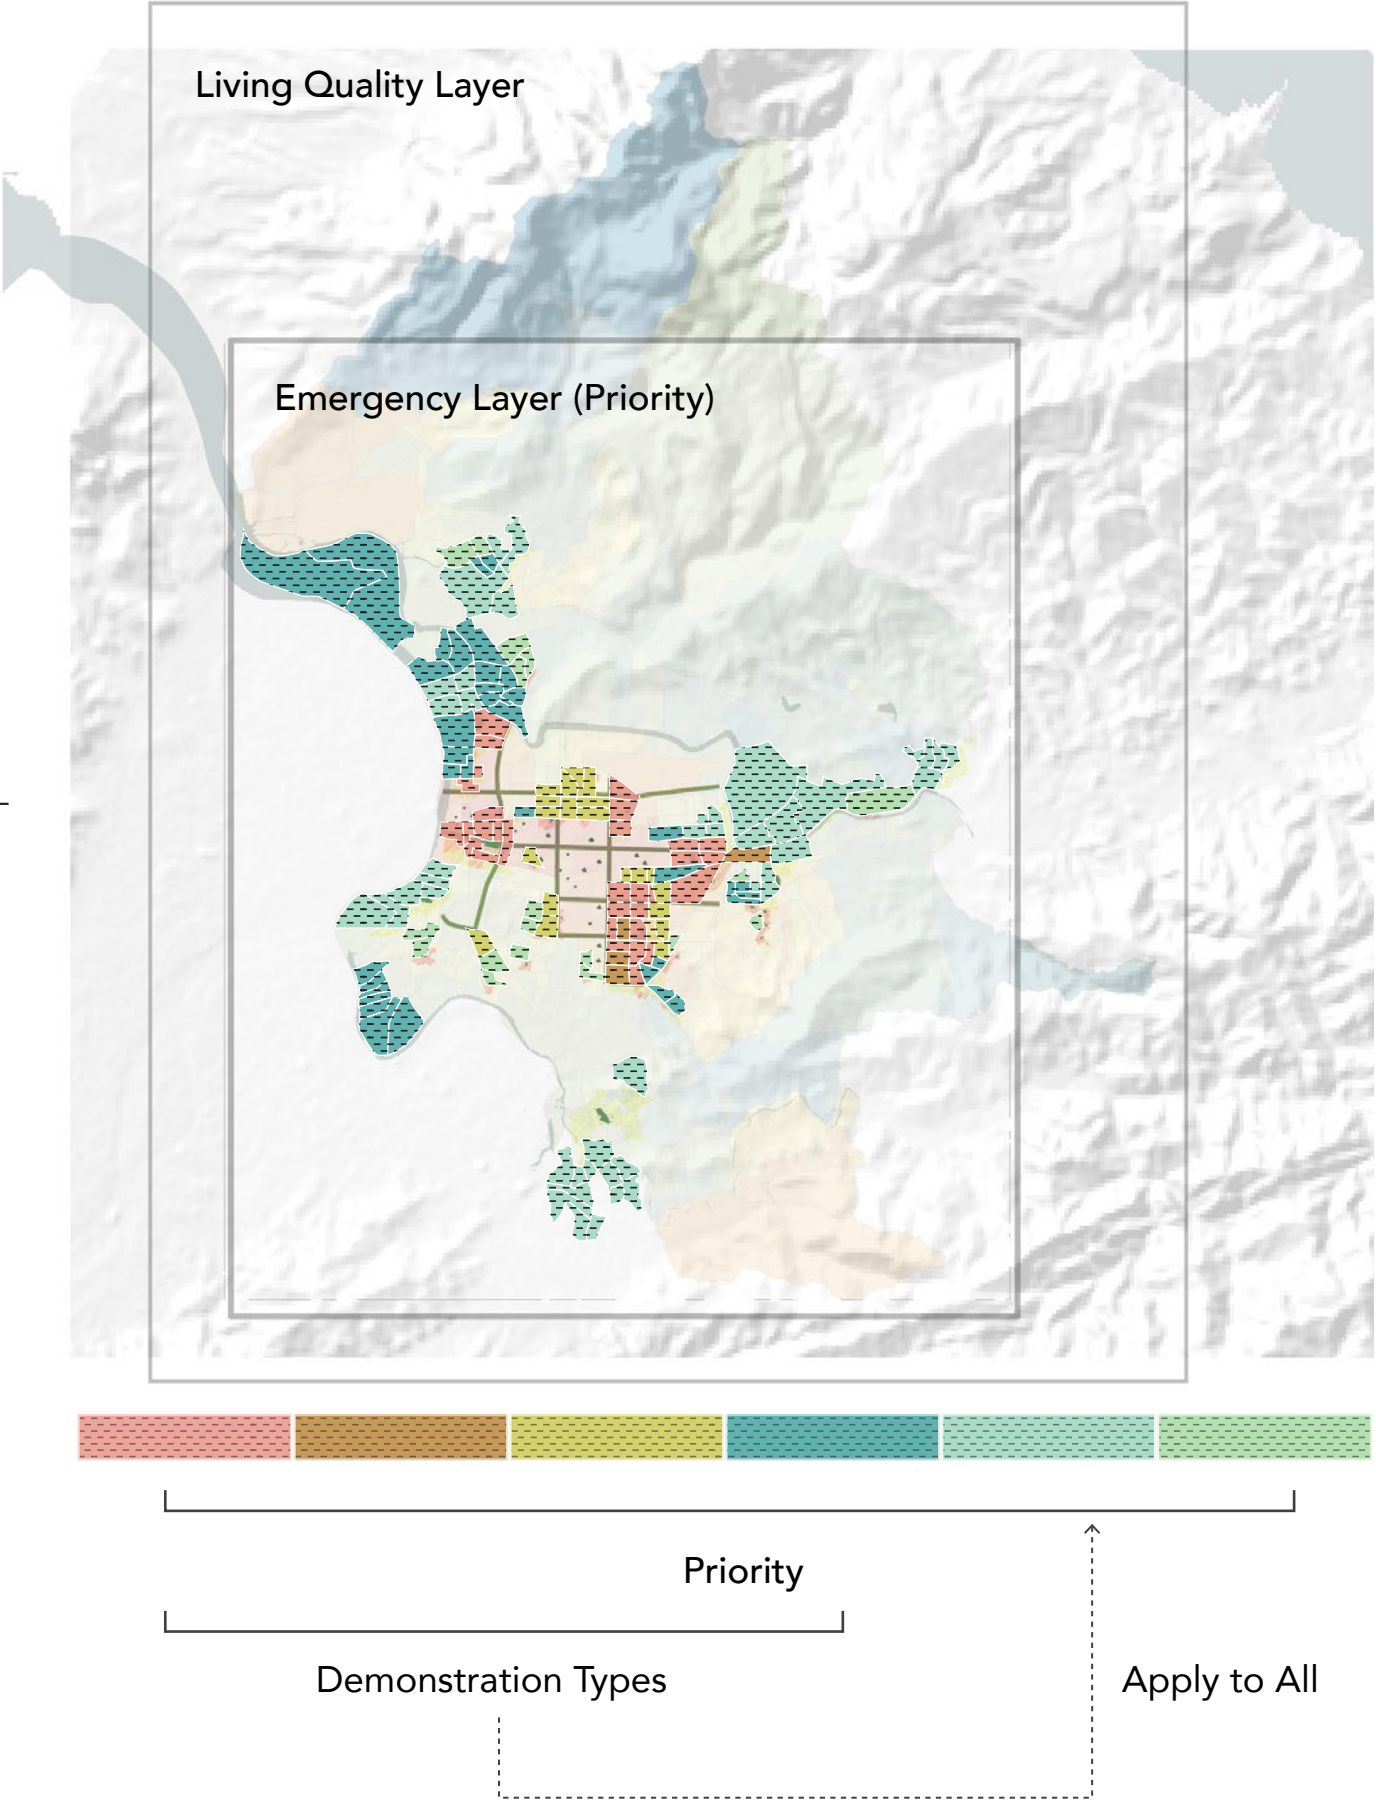 Living Quality Layer
Emergency Layer (Priority)
Priority
Demonstration Types
Apply to All